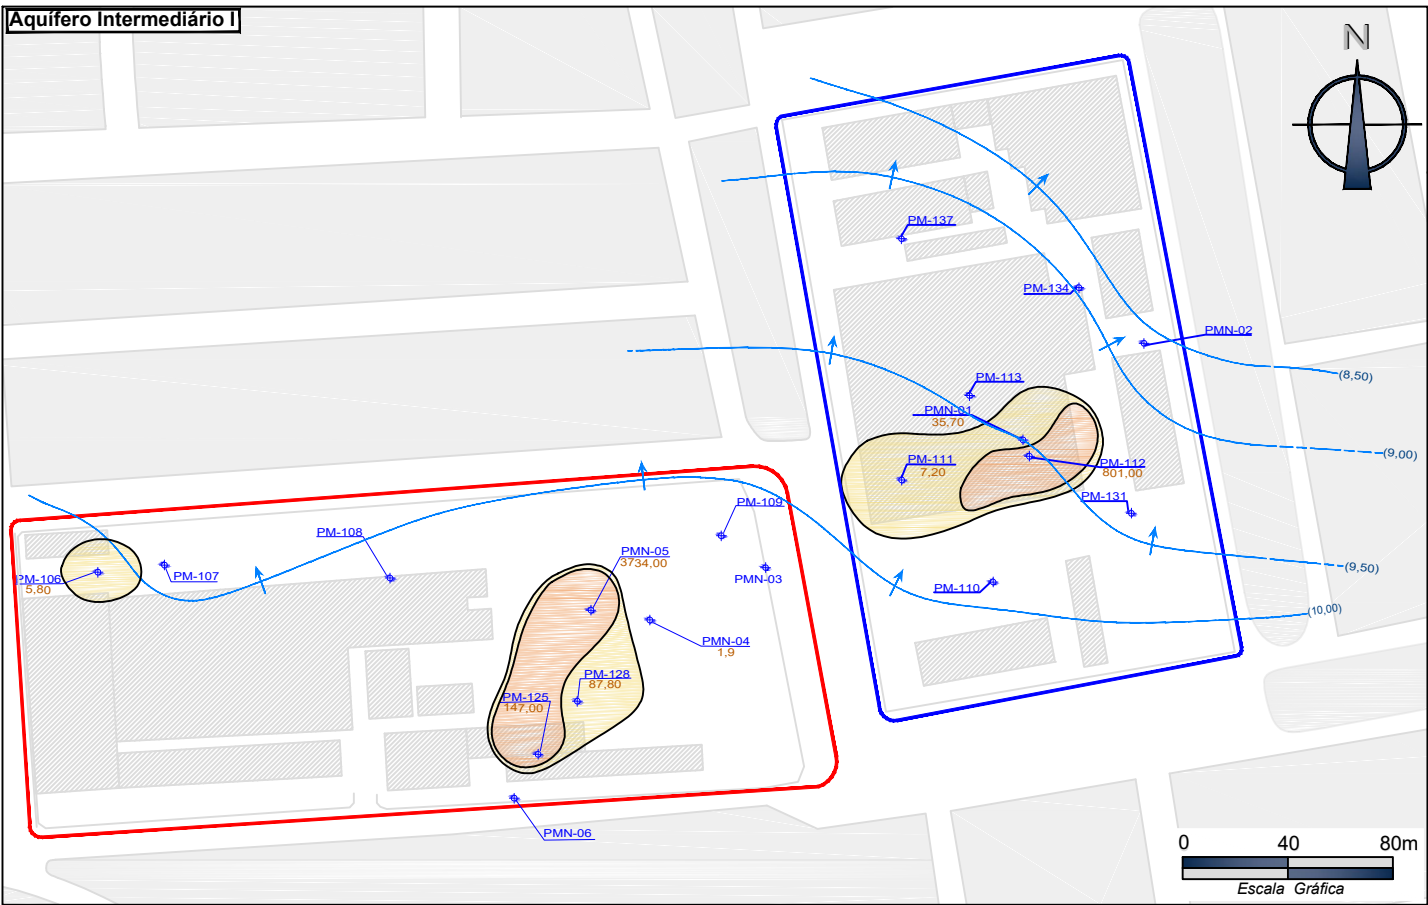 Aquífero Intermediário I
N
PM-137
PM-134
PMN-02
(8,50)
PM-113
PMN-01
35,70
(9,00)
PM-111
7,20
PM-112
801,00
PM-131
PM-109
PM-108
PMN-05
3734,00
(9,50)
PM-107
PMN-03
PM-106
5,80
PM-110
(10,00)
PMN-04
1,9
PM-128
87,80
PM-125
147,00
PMN-06
0 40 80m
Escala Gráfica